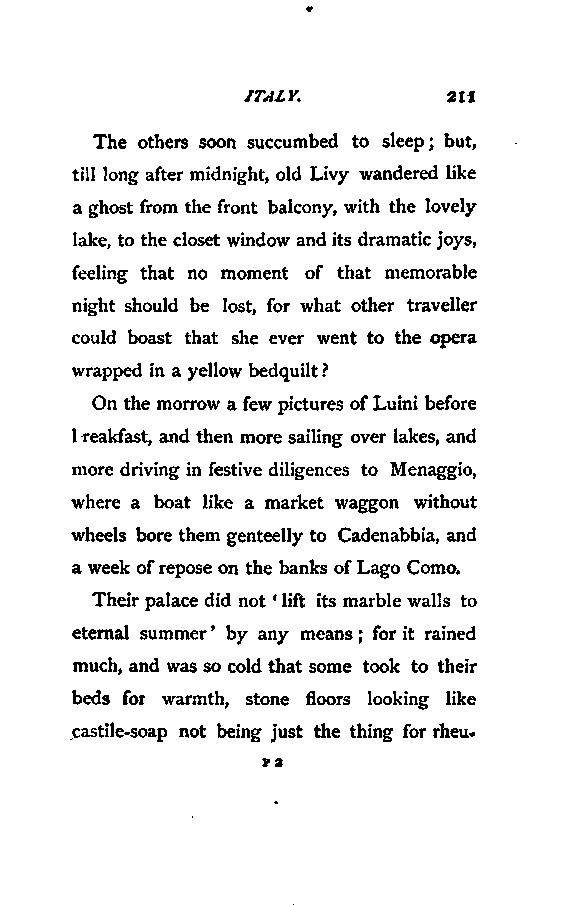 ITALY. 211
The others soon succumbed to sleep; but,
till long after midnight, old Livy wandered like
a ghost from the front balcony, with the lovely
lake, to the closet window and its dramatic joys,
feeling that no moment of that memorable
night should be lost, for what other traveller
could boast that she ever went to the opera
wrapped in a yellow bedquilt?
On the morrow a few pictures of Luini before
breakfast, and then more sailing over lakes, and
more driving in festive diligences to Menaggio,
where a boat like a market waggon without
wheels bore them genteelly to Cadenabbia, and
a week of repose on the banks of Lago Como.
Their palace did not ‘lift its marble walls to
eternal summer’ by any means; for it rained
much, and was so cold that some took to their
beds for warmth, stone floors looking like
castile-soap not being just the thing for rheu-
P 2